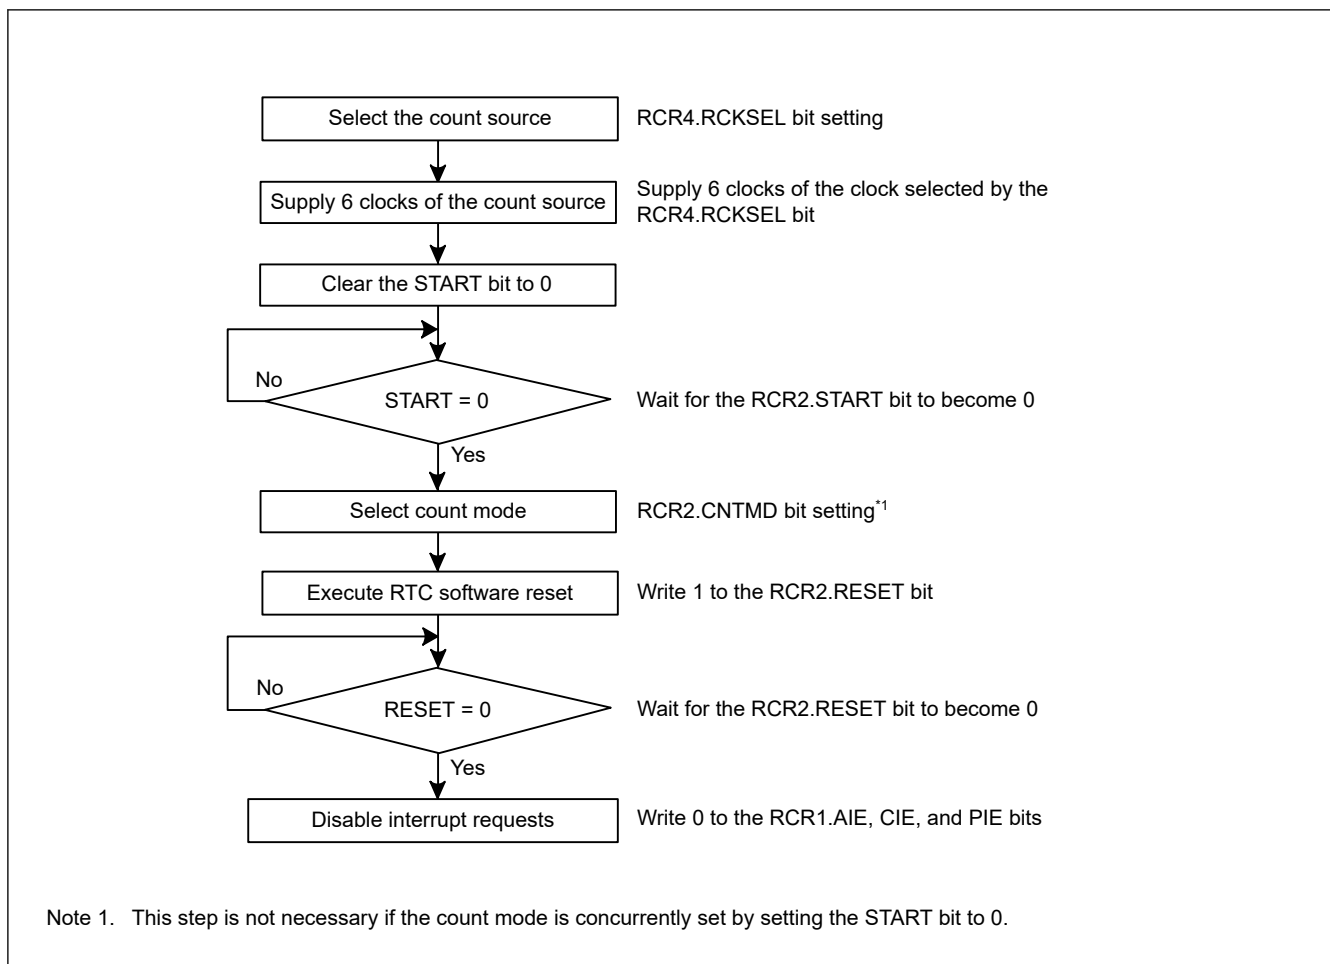 Select the count source
RCR4.RCKSEL bit setting
Supply 6 clocks of the count source
Supply 6 clocks of the clock selected by the
RCR4.RCKSEL bit
Clear the START bit to 0
No
START = 0
Wait for the RCR2.START bit to become 0
Yes
Select count mode
RCR2.CNTMD bit setting*1
Execute RTC software reset
Write 1 to the RCR2.RESET bit
No
RESET = 0
Wait for the RCR2.RESET bit to become 0
Yes
Disable interrupt requests
Write 0 to the RCR1.AIE, CIE, and PIE bits
Note 1. This step is not necessary if the count mode is concurrently set by setting the START bit to 0.